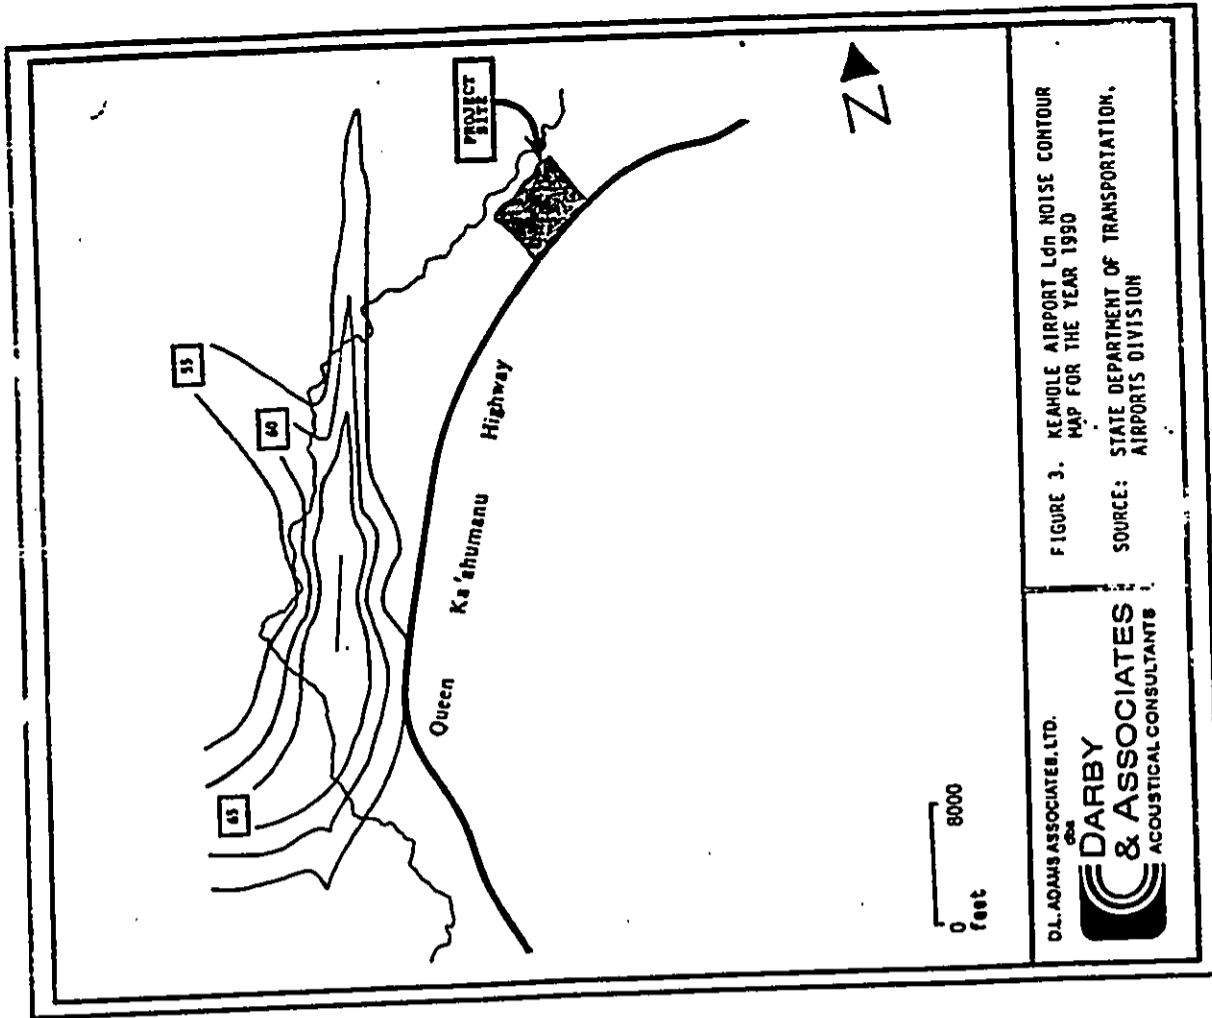 PROJECT
SITE
N
55
60
65
Queen Ka'ahumanu Highway
0 8000
feet
D.L. ADAMS ASSOCIATES, LTD.
dba
DARBY
& ASSOCIATES
ACOUSTICAL CONSULTANTS
FIGURE 3. KEAHOLE AIRPORT Ldn NOISE CONTOUR
MAP FOR THE YEAR 1990
SOURCE: STATE DEPARTMENT OF TRANSPORTATION,
AIRPORTS DIVISION